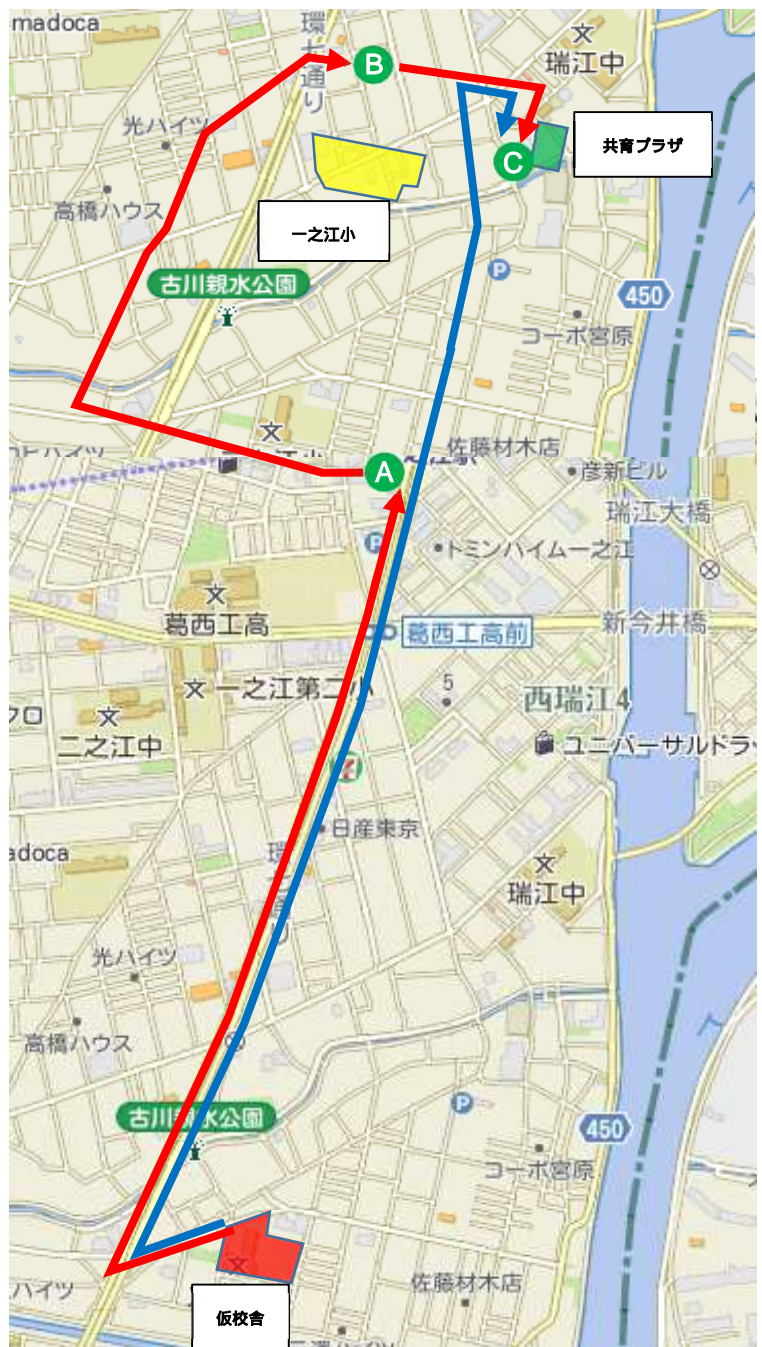 madoca
環七通り
B
瑞江中
光ハイツ
共育プラザ
C
高橋ハウス
一之江小
P
古川親水公園
450
コーポ宮原
佐藤材木店
A
彦新ビル
瑞江大橋
P
トミンハイム一之江
葛西工高
葛西工高前
新今井橋
5
一之江第二小
西瑞江4
二之江中
ユニバーサルドラッ
日産東京
adoca
瑞江中
光ハイツ
高橋ハウス
P
古川親水公園
450
コーポ宮原
佐藤材木店
ハイツ
仮校舎